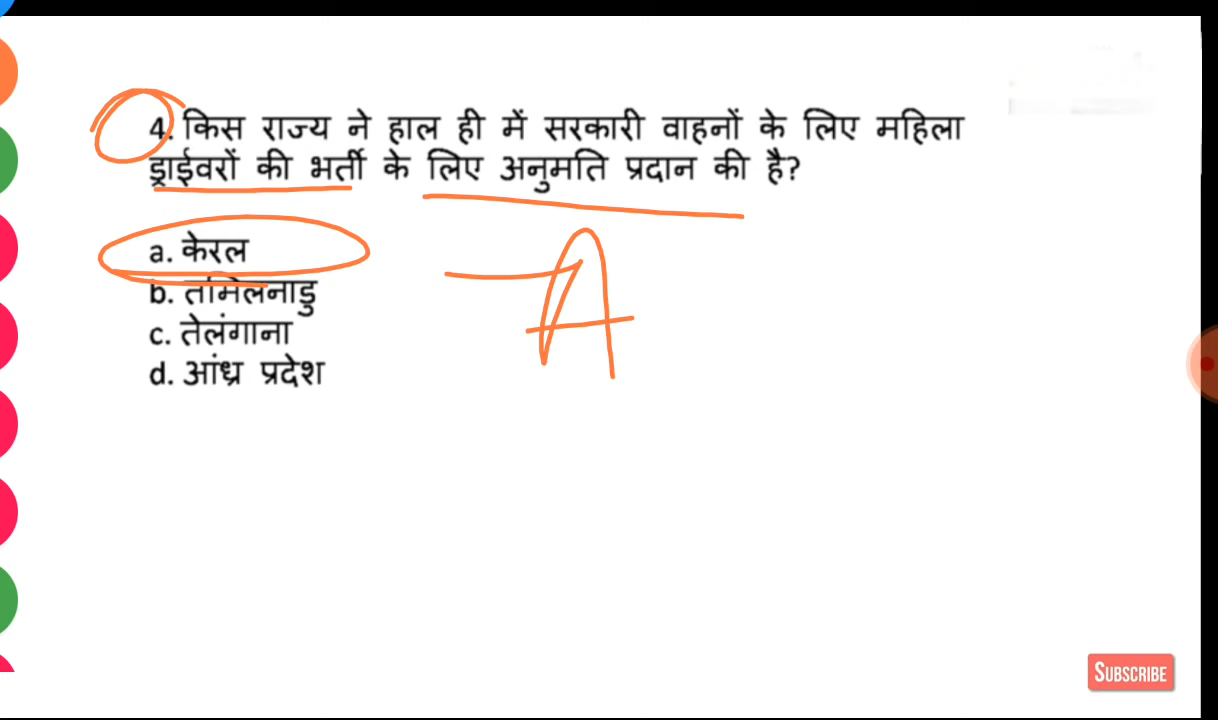 4. किस राज्य ने हाल ही में सरकारी वाहनों के लिए महिला
ड्राईवरों की भर्ती के लिए अनुमति प्रदान की है?
a. केरल
b. तमिलनाडु
c. तेलंगाना
d. आंध्र प्रदेश
A
SUBSCRIBE